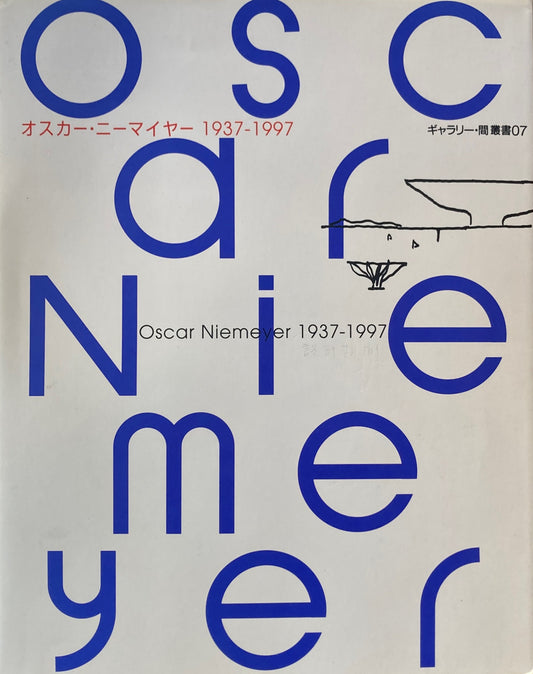 osc
オスカー・ニーマイヤー 1937-1997
ギャラリー・間 叢書07
ar
Nie
Oscar Niemeyer 1937-1997
me
yer